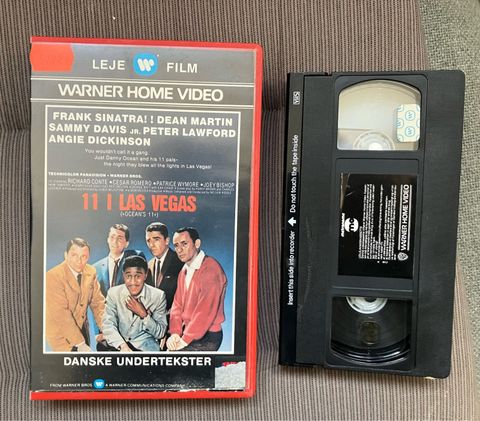 LEJE FILM
WARNER HOME VIDEO
FRANK SINATRA!! DEAN MARTIN
SAMMY DAVIS JR. PETER LAWFORD
ANGIE DICKINSON
You wouldn't call it a gang.
Just Danny Ocean and his 11 pals-
the night they blew all the lights in Las Vegas!
TECHNICOLOR PANAVISION • WARNER BROS.
RICHARD CONTE • CESAR ROMERO • PATRICE WYMORE • JOEY BISHOP
11 I LAS VEGAS
(»OCEAN'S 11«)
DANSKE UNDERTEKSTER
FROM WARNER BROS. A WARNER COMMUNICATIONS COMPANY
VHS
Insert this side into recorder Do not touch the tape inside
WARNER HOME VIDEO